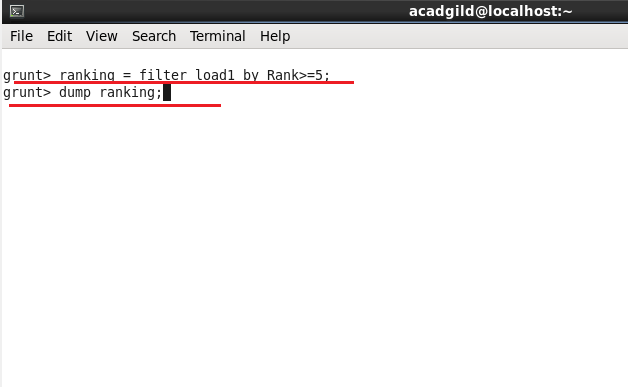 acadgild@localhost:~
File Edit View Search Terminal Help
grunt> ranking = filter load1 by Rank>=5;
grunt> dump ranking;